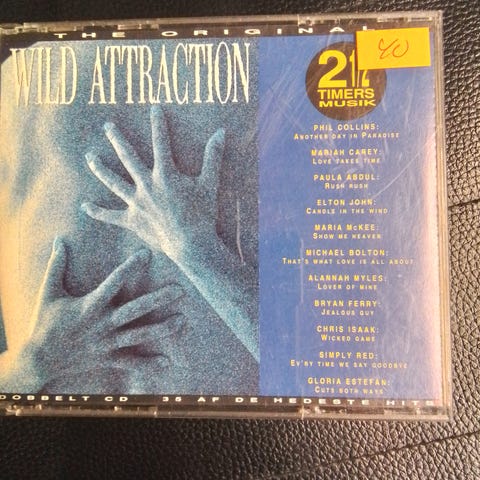 THE ORIGINAL
WILD ATTRACTION
40
TIMERS
MUSIK
PHIL COLLINS:
ANOTHER DAY IN PARADISE
MARIAH CAREY:
LOVE TAKES TIME
PAULA ABDUL:
RUSH RUSH
ELTON JOHN:
CANDLE IN THE WIND
MARIA MCKEE:
SHOW ME HEAVEN
MICHAEL BOLTON:
THAT'S WHAT LOVE IS ALL ABOUT
ALANNAH MYLES:
LOVER OF MINE
BRYAN FERRY:
JEALOUS GUY
CHRIS ISAAK:
WICKED GAME
SIMPLY RED:
EV'RY TIME WE SAY GOODBYE
GLORIA ESTEFAN:
CUTS BOTH WAYS
DOBBELT CD 35 AF DE HEDESTE HITS